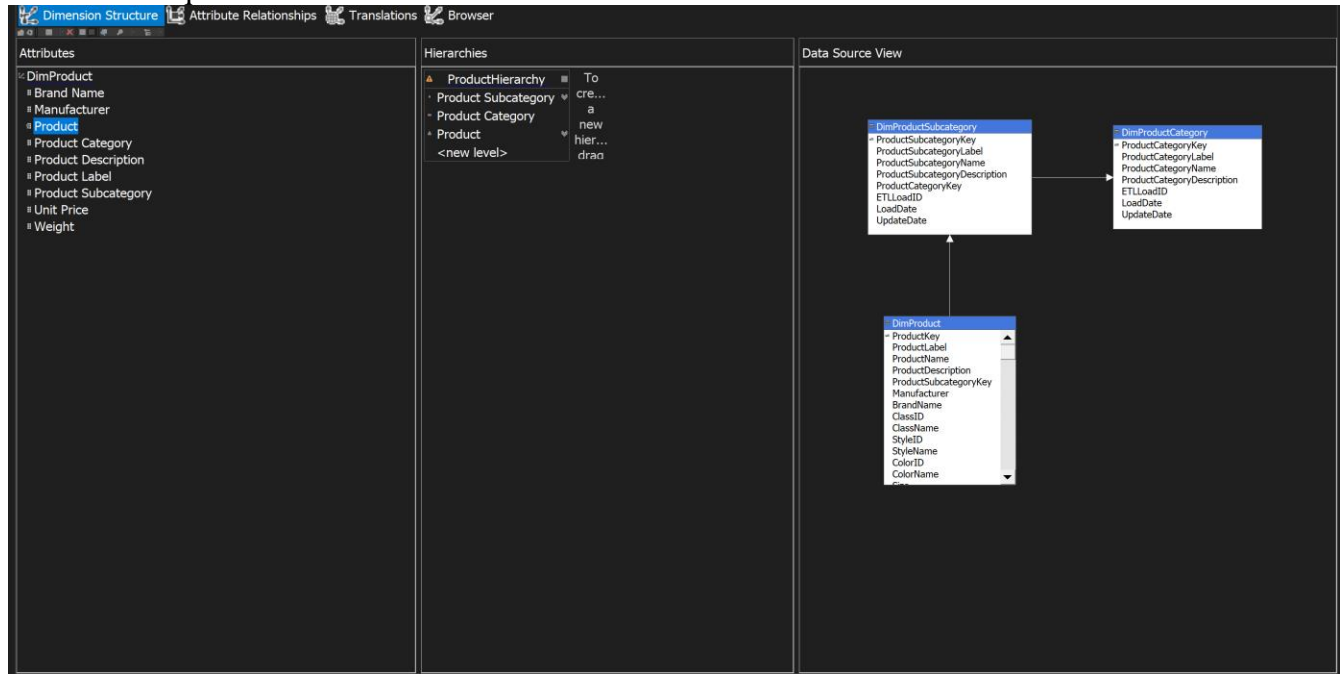 Dimension Structure Attribute Relationships Translations Browser
Attributes
DimProduct
Brand Name
Manufacturer
Product
Product Category
Product Description
Product Label
Product Subcategory
Unit Price
Weight
Hierarchies
ProductHierarchy
Product Subcategory
Product Category
Product
<new level>
To
cre...
a
new
hier...
drag
Data Source View
DimProductSubcategory
ProductSubcategoryKey
ProductSubcategoryLabel
ProductSubcategoryName
ProductSubcategoryDescription
ProductCategoryKey
ETLLoadID
LoadDate
UpdateDate
DimProductCategory
ProductCategoryKey
ProductCategoryLabel
ProductCategoryName
ProductCategoryDescription
ETLLoadID
LoadDate
UpdateDate
DimProduct
ProductKey
ProductLabel
ProductName
ProductDescription
ProductSubcategoryKey
Manufacturer
BrandName
ClassID
ClassName
StyleID
StyleName
ColorID
ColorName